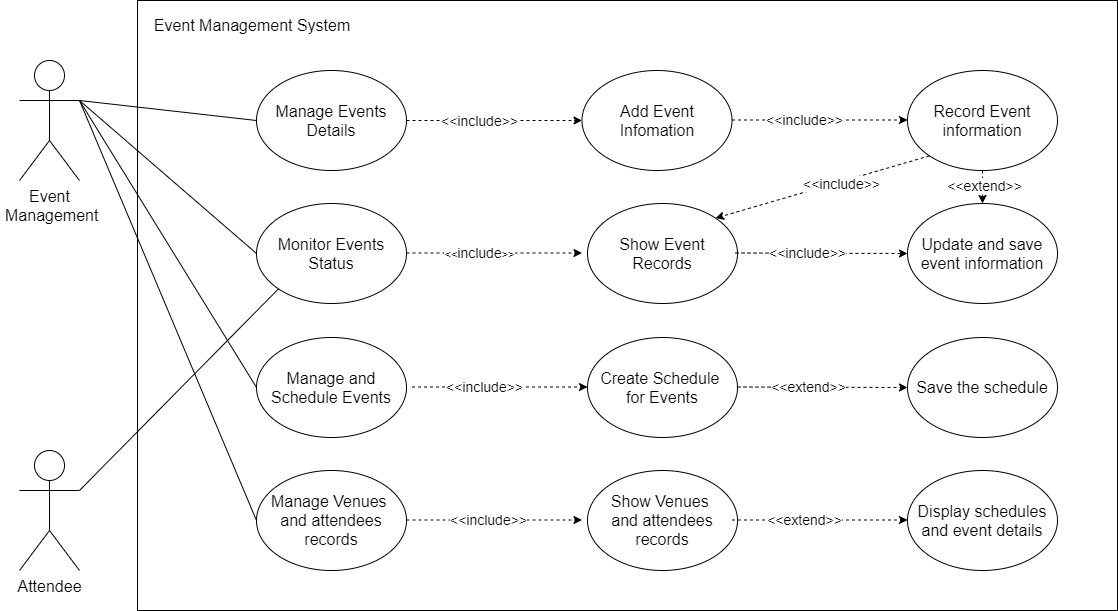 Event Management System
Manage Events
Details
<<include>>
Add Event
Infomation
<<include>>
Record Event
information
Event
Management
<<include>>
<<extend>>
Monitor Events
Status
<<include>>
Show Event
Records
<<include>>
Update and save
event information
Manage and
Schedule Events
<<include>>
Create Schedule
for Events
<<extend>>
Save the schedule
Manage Venues
and attendees
records
<<include>>
Show Venues
and attendees
records
<<extend>>
Display schedules
and event details
Attendee